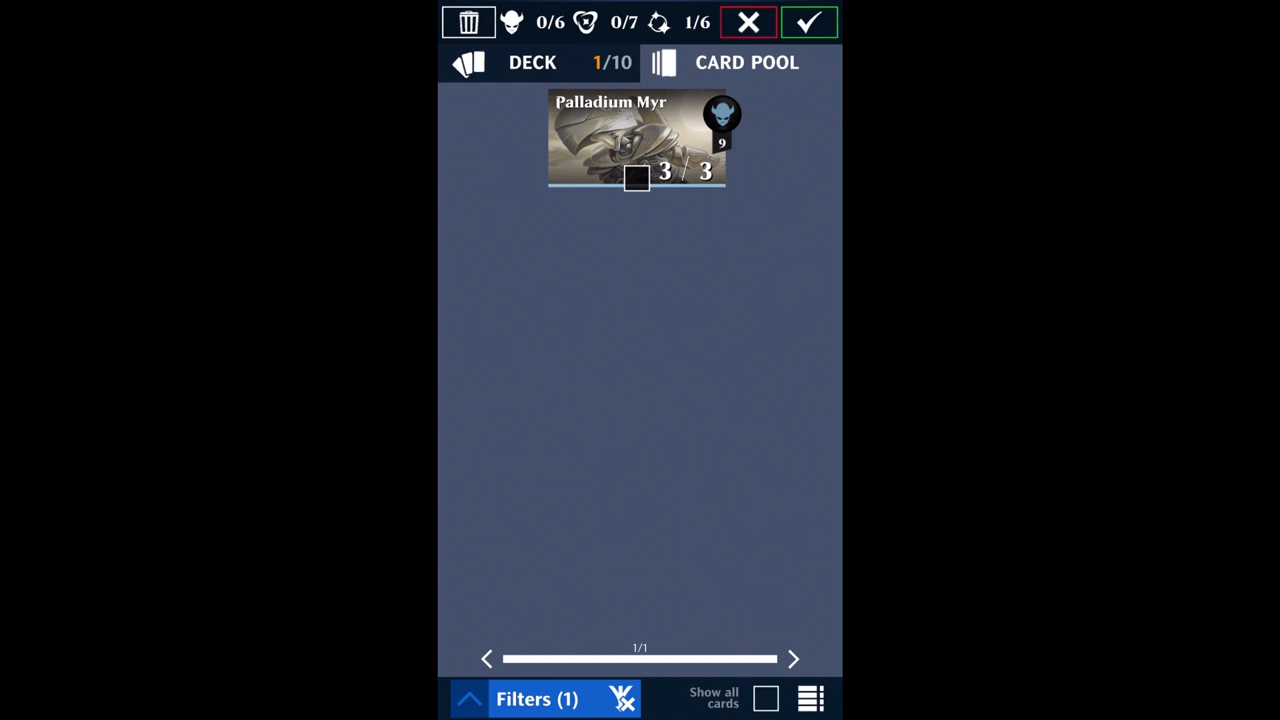 0/6 0/7 1/6
DECK 1/10 CARD POOL
Palladium Myr
9
3 / 3
1/1
Filters (1)
Show all
cards